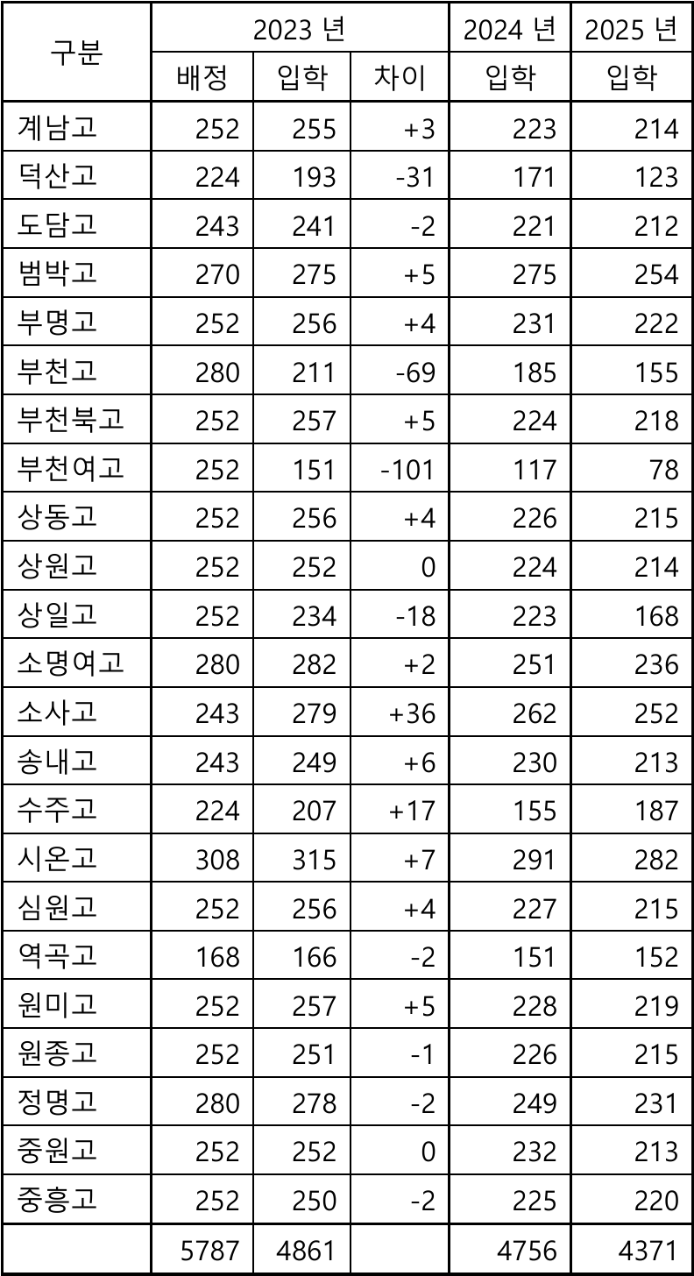 구분 2023 년 2024 년 2025 년
배정 입학 차이 입학 입학
계남고 252 255 +3 223 214
덕산고 224 193 -31 171 123
도담고 243 241 -2 221 212
범박고 270 275 +5 275 254
부명고 252 256 +4 231 222
부천고 280 211 -69 185 155
부천북고 252 257 +5 224 218
부천여고 252 151 -101 117 78
상동고 252 256 +4 226 215
상원고 252 252 0 224 214
상일고 252 234 -18 223 168
소명여고 280 282 +2 251 236
소사고 243 279 +36 262 252
송내고 243 249 +6 230 213
수주고 224 207 +17 155 187
시온고 308 315 +7 291 282
심원고 252 256 +4 227 215
역곡고 168 166 -2 151 152
원미고 252 257 +5 228 219
원종고 252 251 -1 226 215
정명고 280 278 -2 249 231
중원고 252 252 0 232 213
중흥고 252 250 -2 225 220
5787 4861 4756 4371